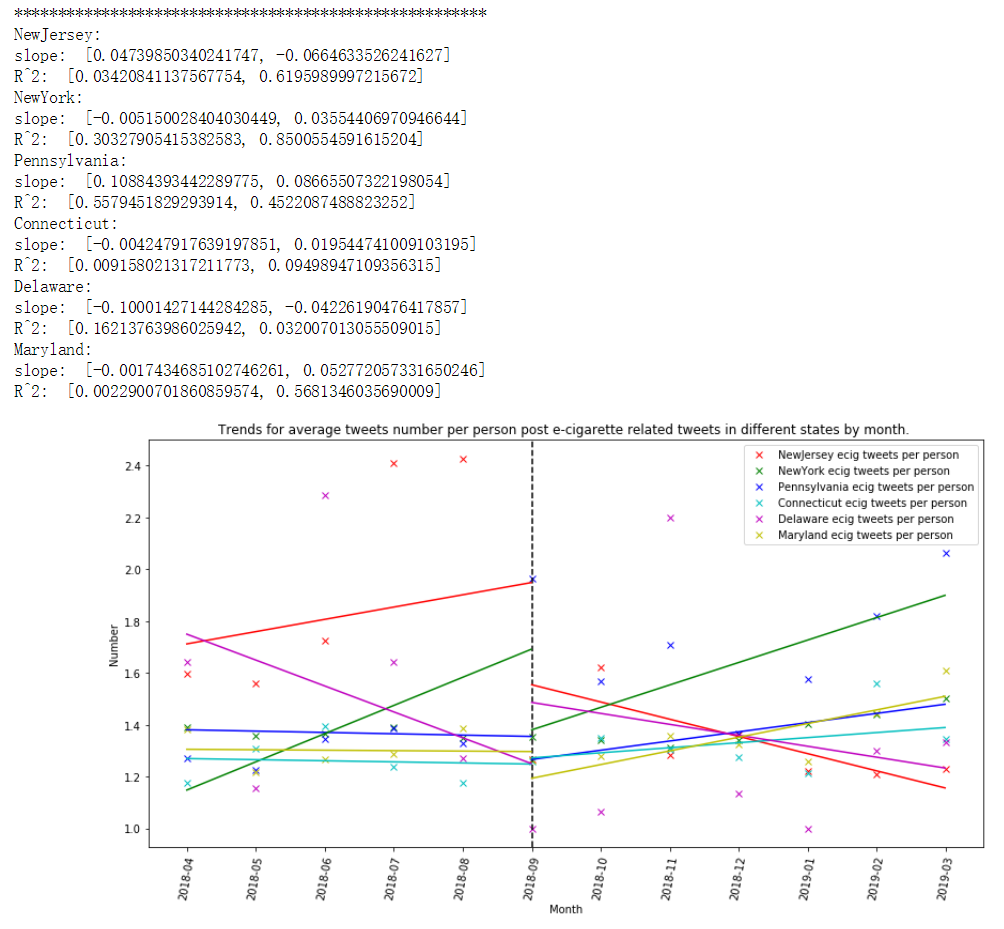 ******************************************************
NewJersey:
slope:  [0.04739850340241747, -0.0664633526241627]
R^2:  [0.03420841137567754, 0.6195989997215672]
NewYork:
slope:  [-0.005150028404030449, 0.03554406970946644]
R^2:  [0.30327905415382583, 0.8500554591615204]
Pennsylvania:
slope:  [0.10884393442289775, 0.08665507322198054]
R^2:  [0.5579451829293914, 0.4522087488823252]
Connecticut:
slope:  [-0.004247917639197851, 0.019544741009103195]
R^2:  [0.009158021317211773, 0.09498947109356315]
Delaware:
slope:  [-0.10001427144284285, -0.04226190476417857]
R^2:  [0.16213763986025942, 0.032007013055509015]
Maryland:
slope:  [-0.0017434685102746261, 0.052772057331650246]
R^2:  [0.0022900701860859574, 0.5681346035690009]
Trends for average tweets number per person post e-cigarette related tweets in different states by month.
NewJersey ecig tweets per person
NewYork ecig tweets per person
Pennsylvania ecig tweets per person
Connecticut ecig tweets per person
Delaware ecig tweets per person
Maryland ecig tweets per person
Number
2.4
2.2
2.0
1.8
1.6
1.4
1.2
1.0
2018-04
2018-05
2018-06
2018-07
2018-08
2018-09
2018-10
2018-11
2018-12
2019-01
2019-02
2019-03
Month